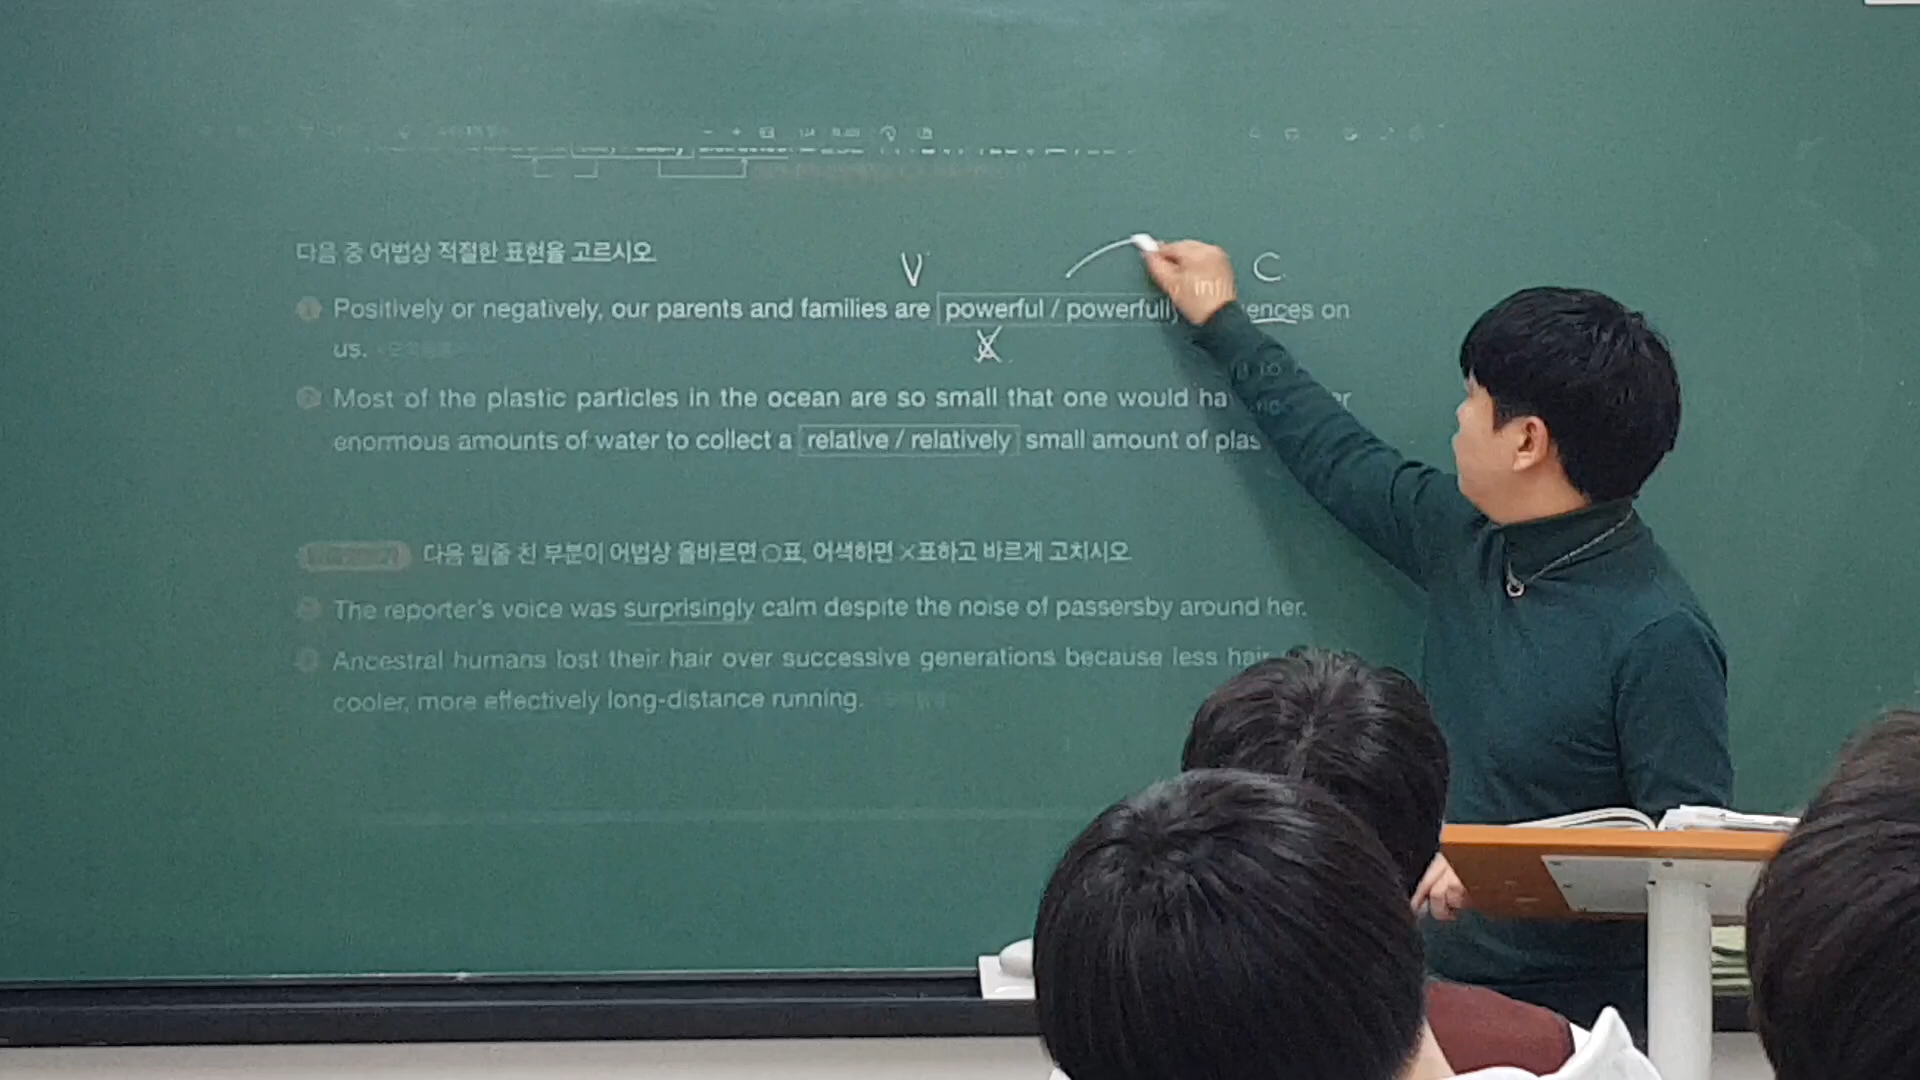 다음 중 어법상 적절한 표현을 고르시오.
V C
Positively or negatively, our parents and families are powerful / powerfully influences on
us.
Most of the plastic particles in the ocean are so small that one would
enormous amounts of water to collect a relative / relatively small amount of
다음 밑줄 친 부분이 어법상 올바르면 ○표, 어색하면 ×표하고 바르게 고치시오.
The reporter's voice was surprisingly calm despite the noise of passersby around her.
Ancestral humans lost their hair over successive generations because less hair
cooler, more effectively long-distance running.